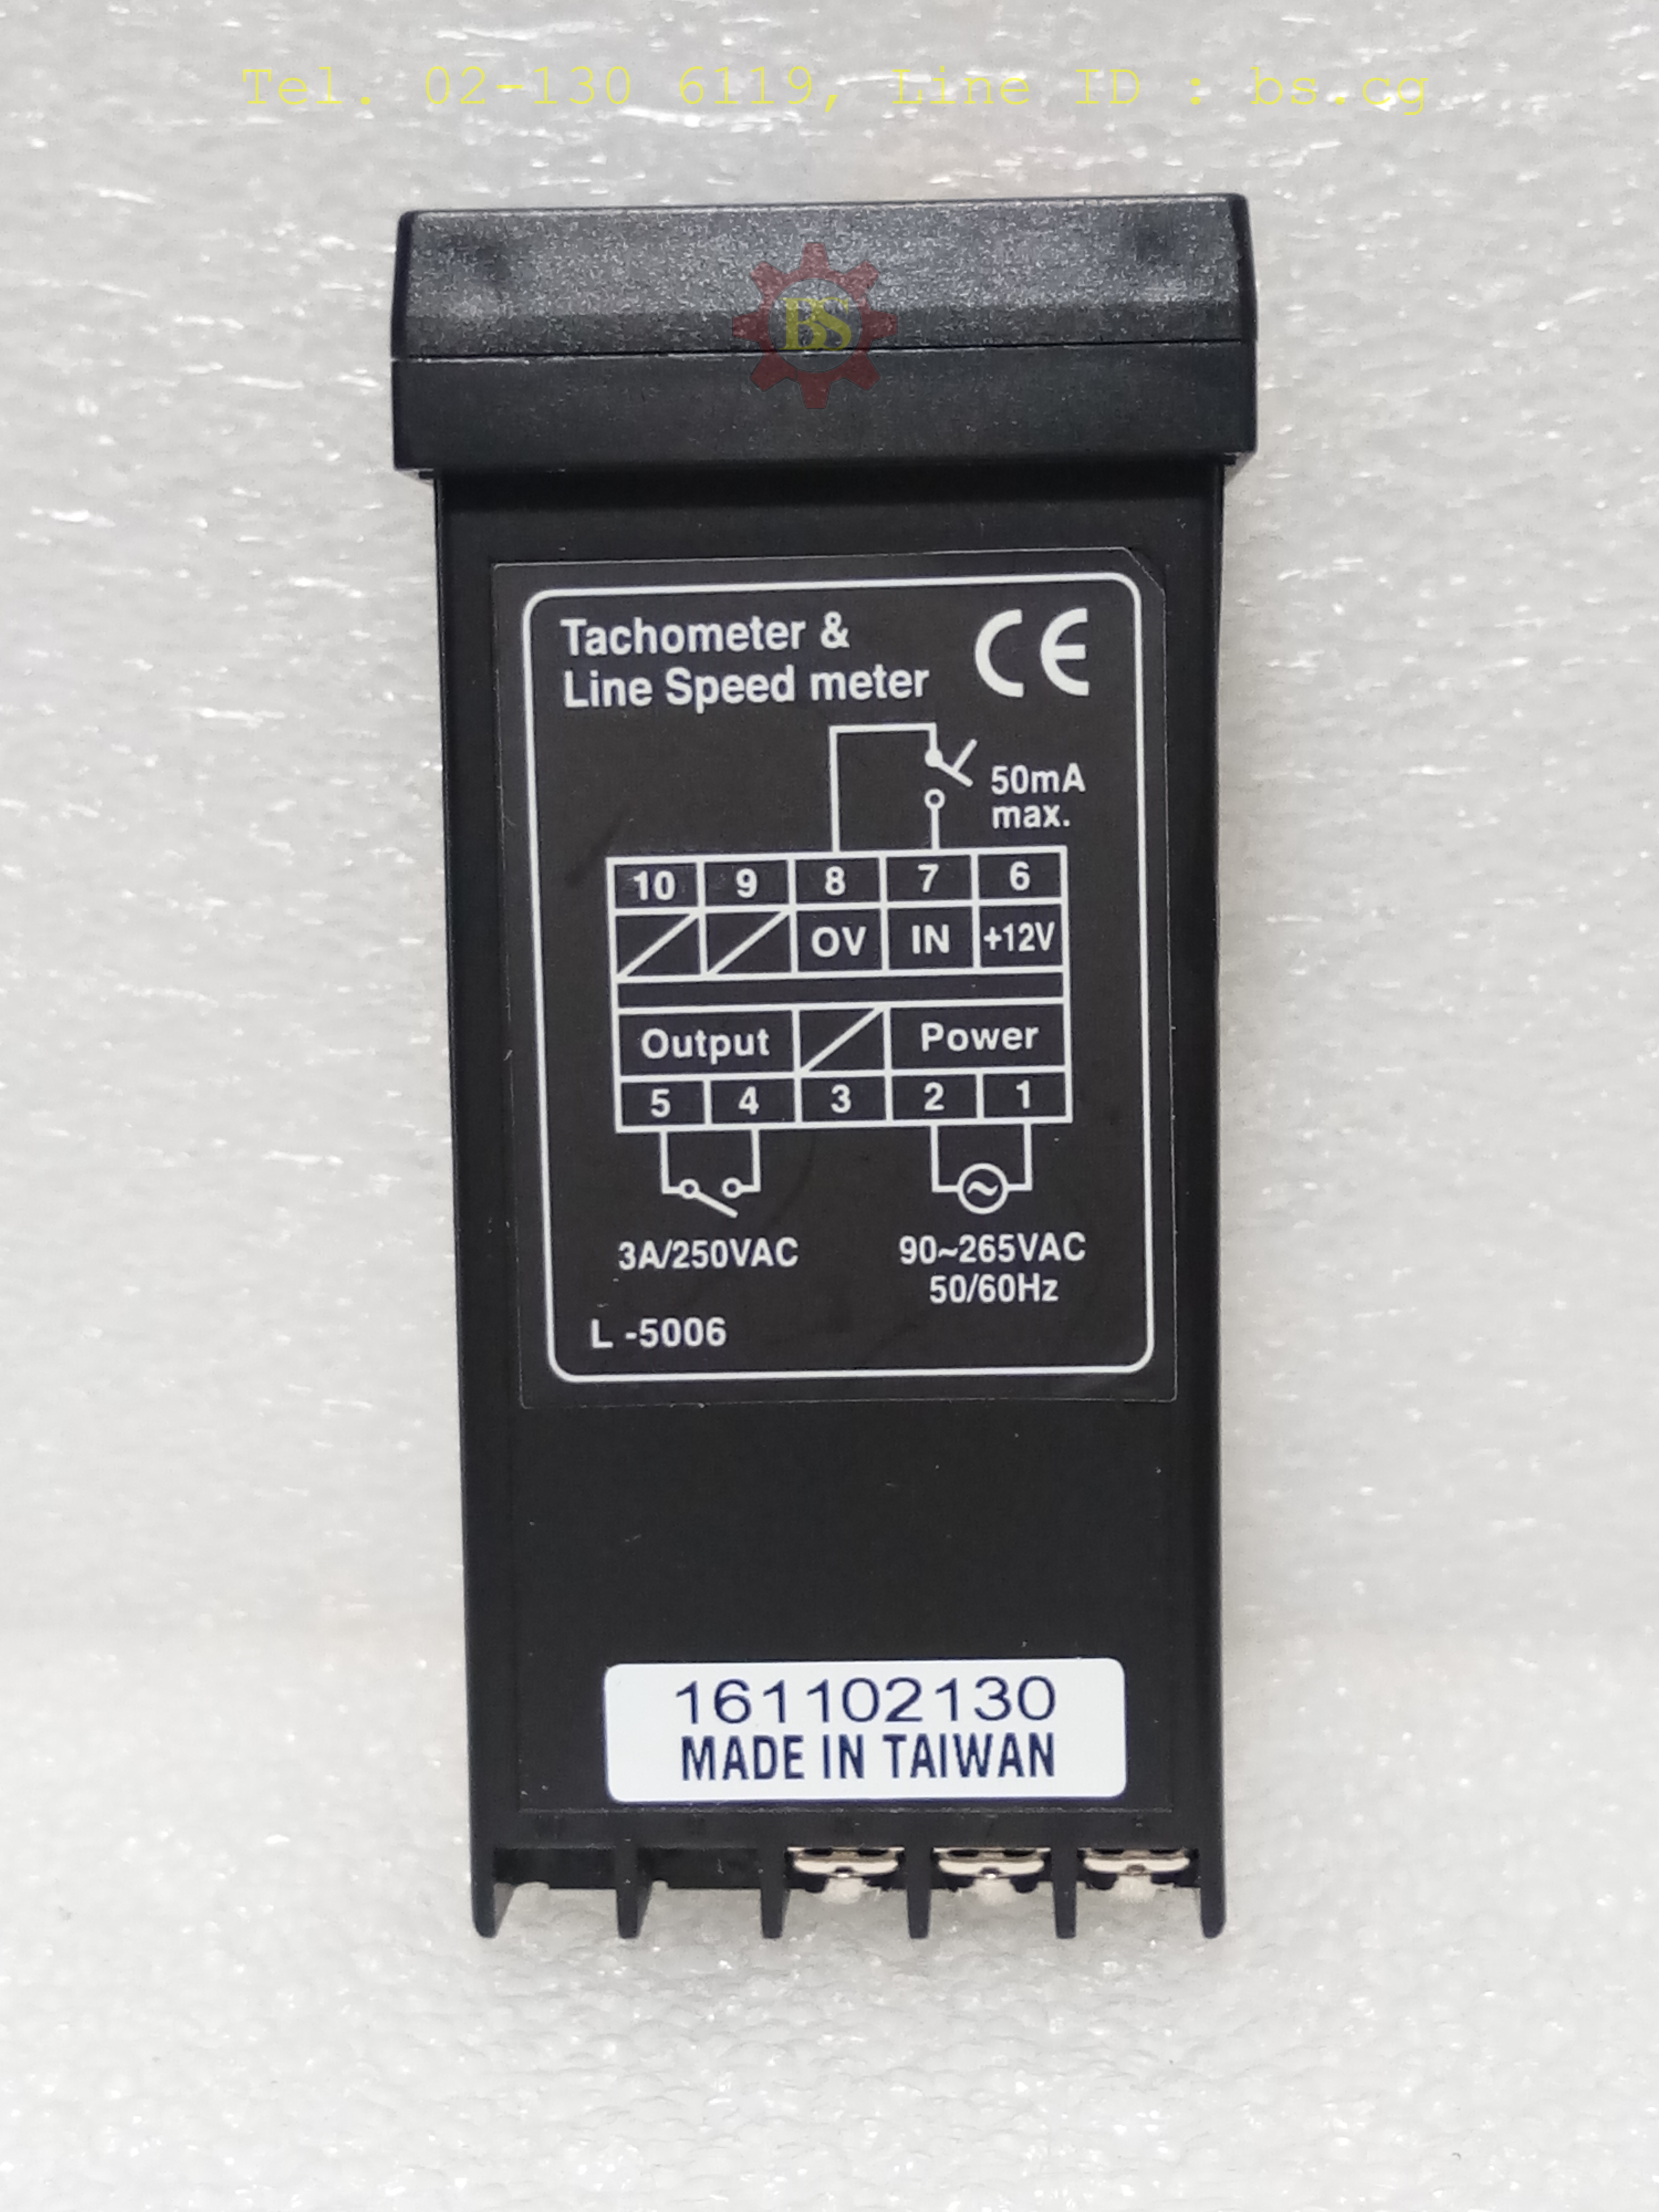 Tel. 02-130 6119, Line ID : bs.cg
BS
Tachometer &
Line Speed meter
CE
50mA
max.
10 9 8 7 6
0V IN +12V
Output Power
5 4 3 2 1
3A/250VAC
90~265VAC
50/60Hz
L -5006
161102130
MADE IN TAIWAN